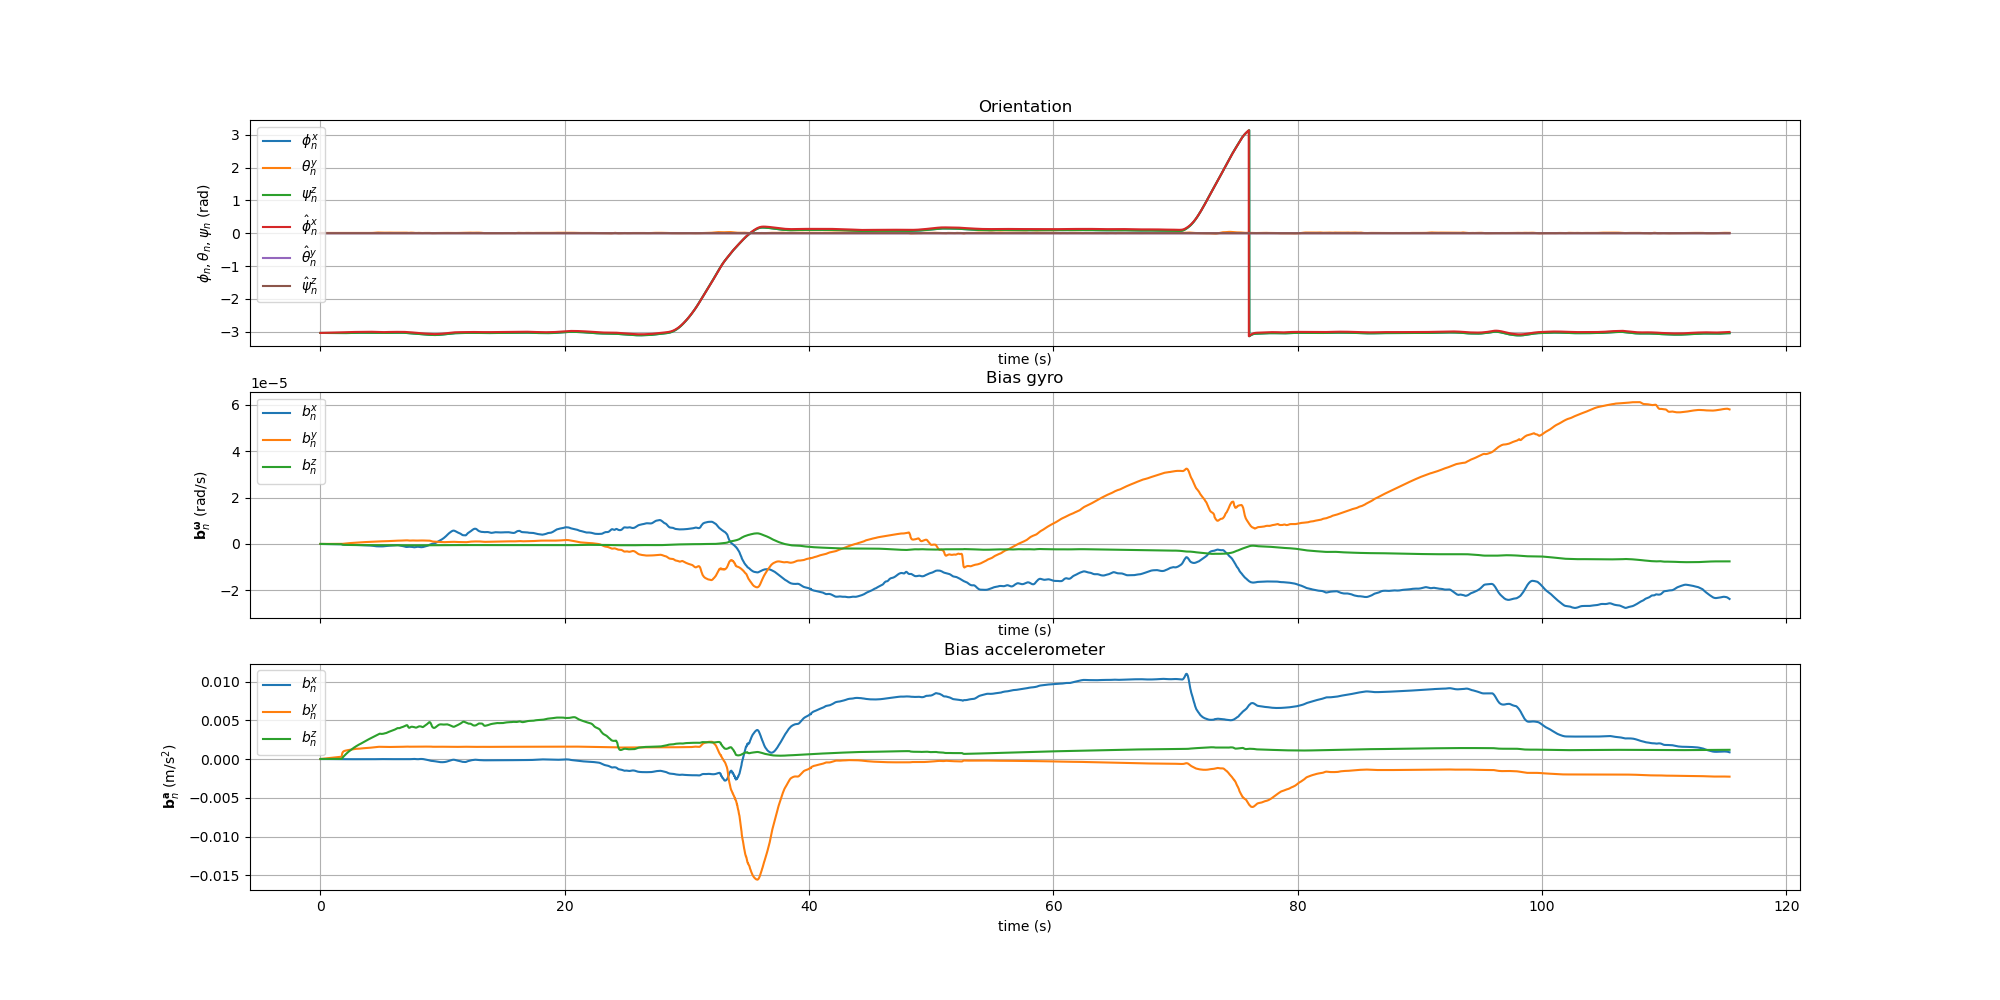 Orientation
ϕₙ, θₙ, ψₙ (rad)
3
2
1
0
−1
−2
−3
ϕₙˣ
θₙʸ
ψₙᶻ
ϕ̂ₙˣ
θ̂ₙʸ
ψ̂ₙᶻ
time (s)
Bias gyro
1e−5
bₙ^ω (rad/s)
6
4
2
0
−2
bₙˣ
bₙʸ
bₙᶻ
time (s)
Bias accelerometer
bₙᵃ (m/s²)
0.010
0.005
0.000
−0.005
−0.010
−0.015
bₙˣ
bₙʸ
bₙᶻ
0 20 40 60 80 100 120
time (s)